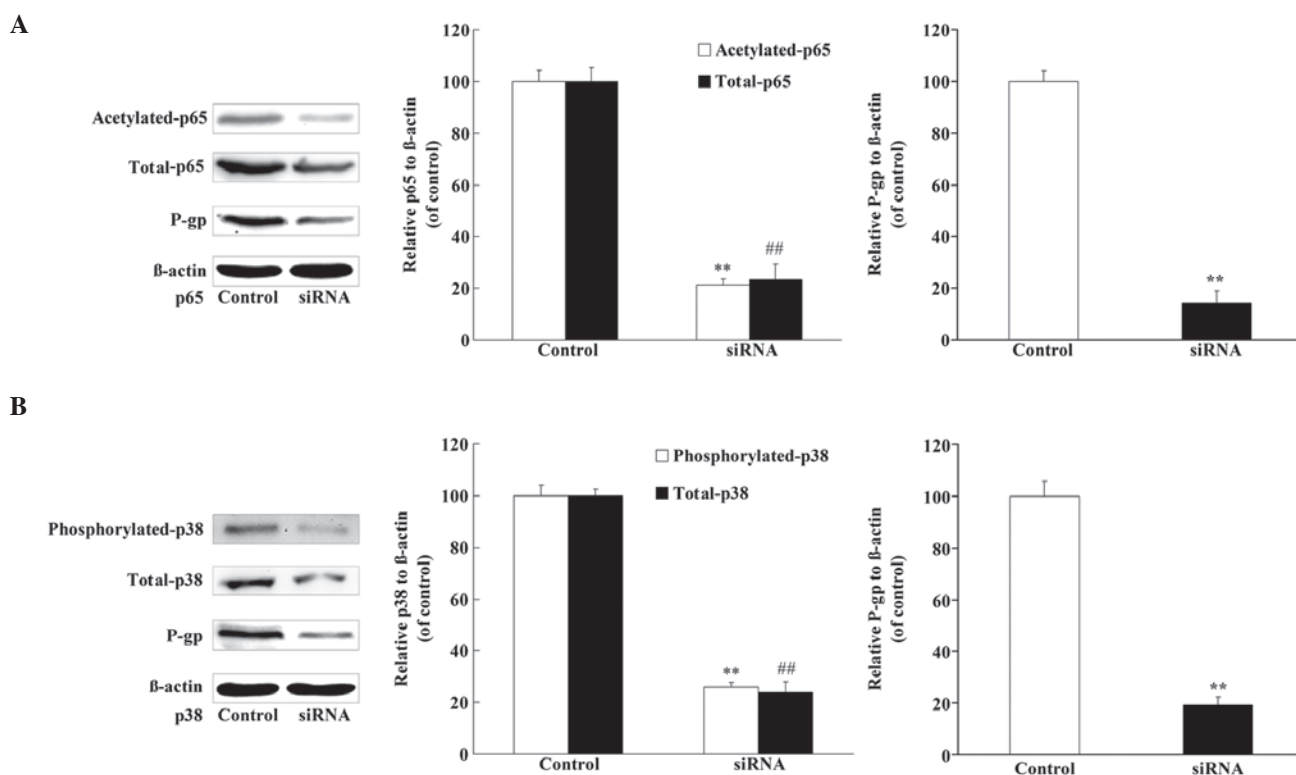 A
Acetylated-p65
Total-p65
P-gp
ß-actin
p65 Control siRNA
Relative p65 to ß-actin
(of control)
120
100
80
60
40
20
0
Acetylated-p65
Total-p65
**
##
Control siRNA
Relative P-gp to ß-actin
(of control)
120
100
80
60
40
20
0
**
Control siRNA
B
Phosphorylated-p38
Total-p38
P-gp
ß-actin
p38 Control siRNA
Relative p38 to ß-actin
(of control)
120
100
80
60
40
20
0
Phosphorylated-p38
Total-p38
**
##
Control siRNA
Relative P-gp to ß-actin
(of control)
120
100
80
60
40
20
0
**
Control siRNA